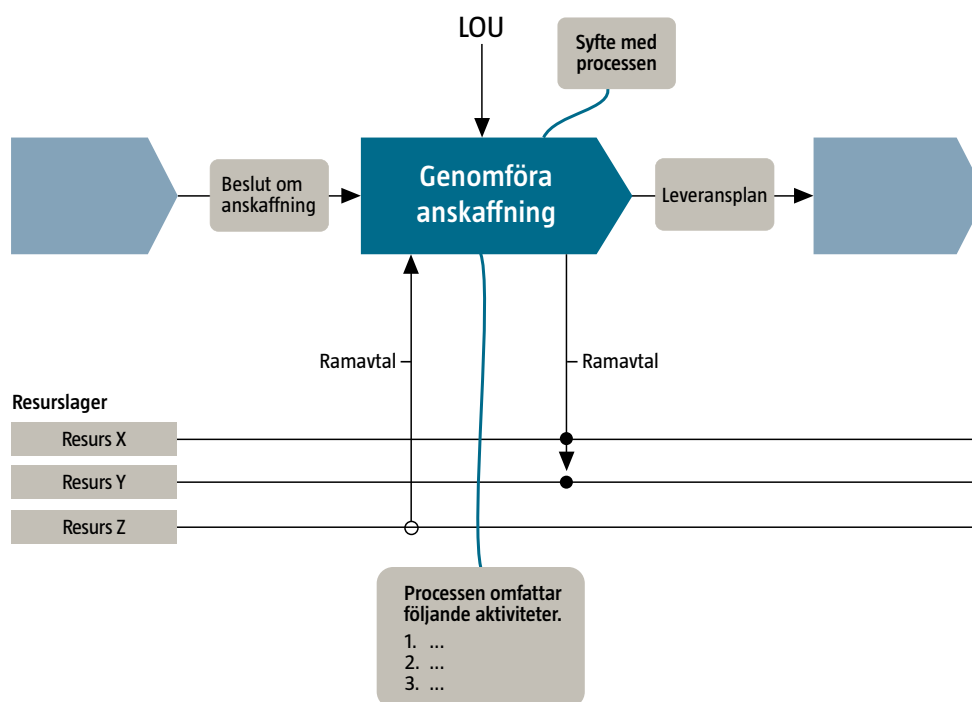 LOU
Syfte med
processen
Beslut om
anskaffning
Genomföra
anskaffning
Leveransplan
Ramavtal
Ramavtal
Resurslager
Resurs X
Resurs Y
Resurs Z
Processen omfattar
följande aktiviteter.
1. ...
2. ...
3. ...